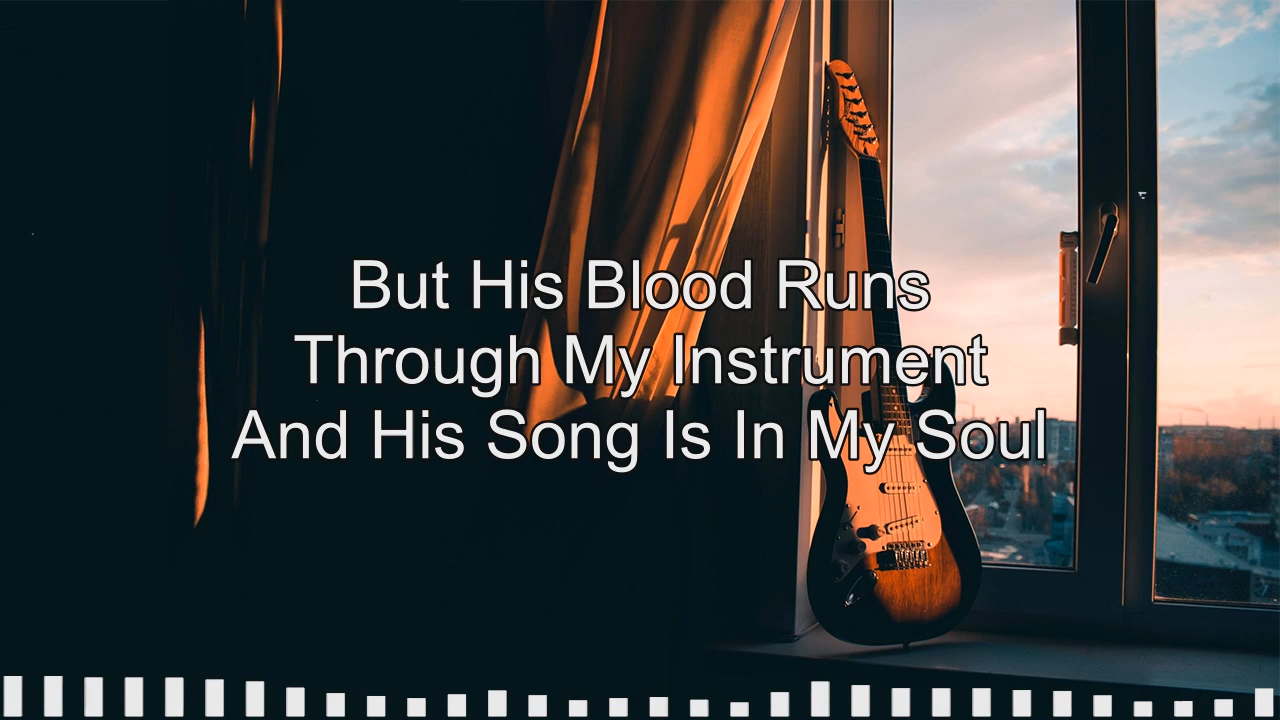 But His Blood Runs
Through My Instrument
And His Song Is In My Soul